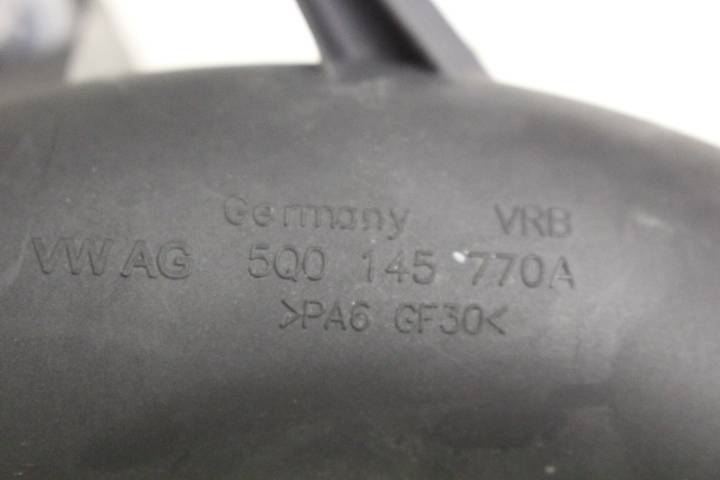 Germany VRB
VW AG 5Q0 145 770A
>PA6 GF30<